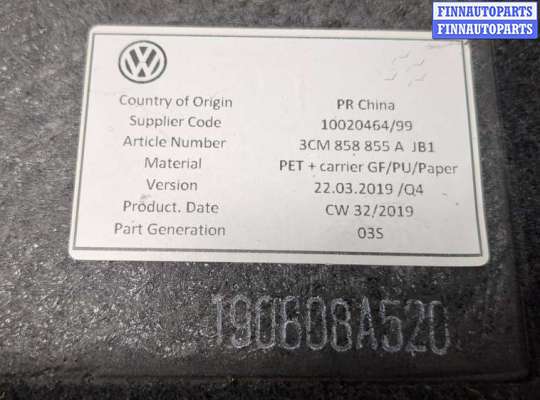 FINNAUTOPARTS
FINNAUTOPARTS
Country of Origin PR China
Supplier Code 10020464/99
Article Number 3CM 858 855 A JB1
Material PET + carrier GF/PU/Paper
Version 22.03.2019 /Q4
Product. Date CW 32/2019
Part Generation 03S
190608A520